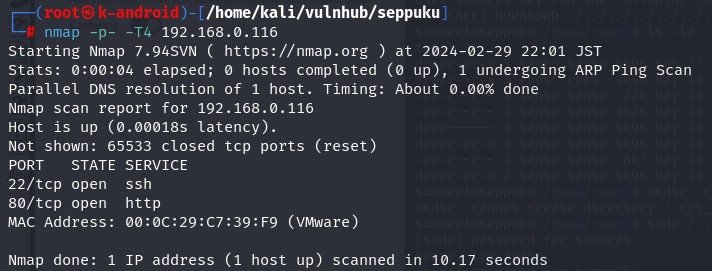 ┌──(root㉿k-android)-[/home/kali/vulnhub/seppuku]
└─# nmap -p- -T4 192.168.0.116
Starting Nmap 7.94SVN ( https://nmap.org ) at 2024-02-29 22:01 JST
Stats: 0:00:04 elapsed; 0 hosts completed (0 up), 1 undergoing ARP Ping Scan
Parallel DNS resolution of 1 host. Timing: About 0.00% done
Nmap scan report for 192.168.0.116
Host is up (0.00018s latency).
Not shown: 65533 closed tcp ports (reset)
PORT   STATE SERVICE
22/tcp open  ssh
80/tcp open  http
MAC Address: 00:0C:29:C7:39:F9 (VMware)
Nmap done: 1 IP address (1 host up) scanned in 10.17 seconds